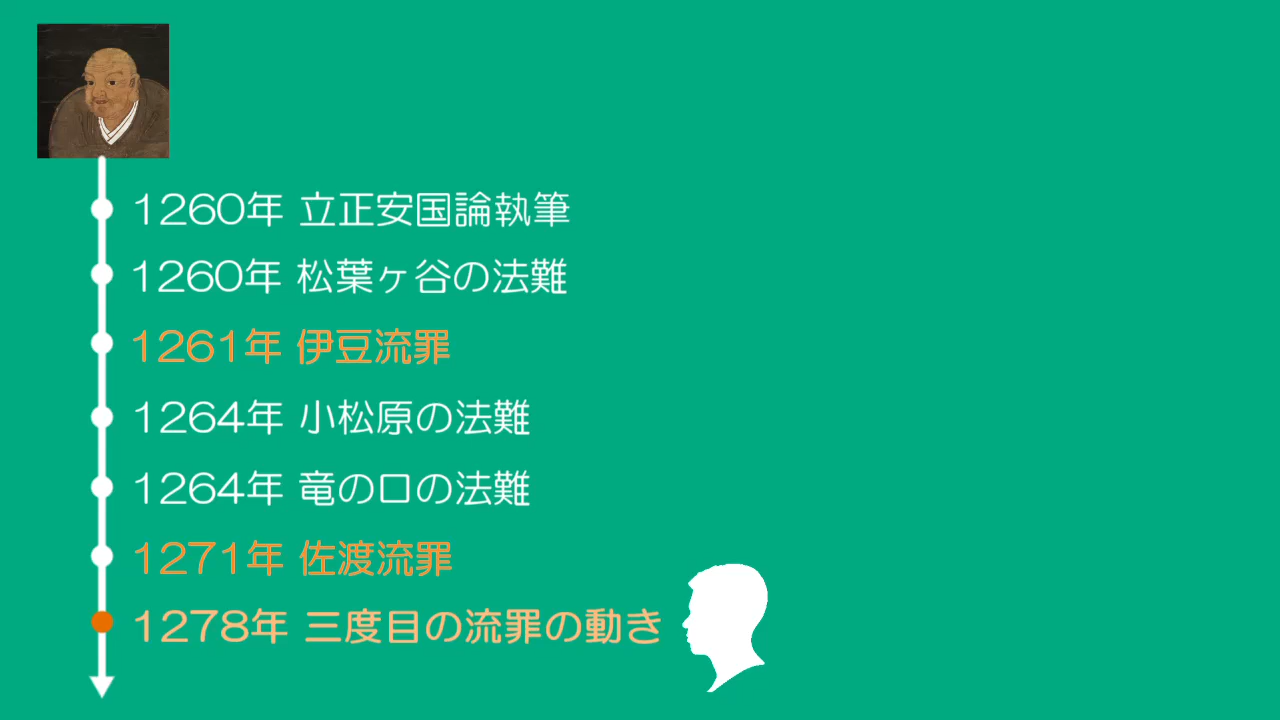 1260年 立正安国論執筆
1260年 松葉ヶ谷の法難
1261年 伊豆流罪
1264年 小松原の法難
1264年 竜の口の法難
1271年 佐渡流罪
1278年 三度目の流罪の動き